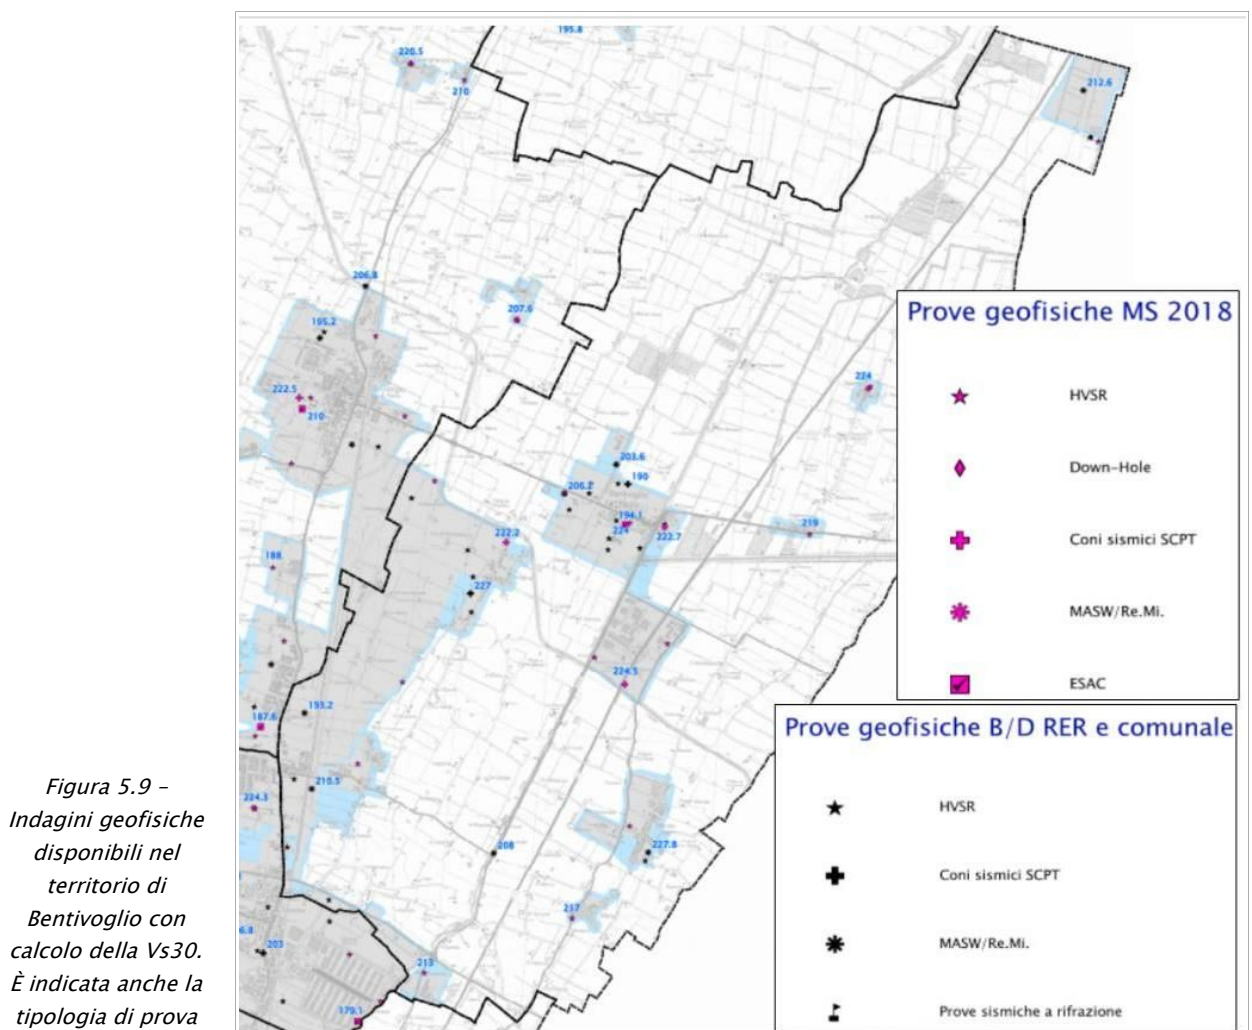 195.8
220.5
210
212.6
206.8
195.2
207.6
222.5
210
224
203.6
190
206.2
194.1
224
222.7
219
222.2
188
227
224.5
193.2
187.6
210.5
224.3
208
227.8
217
6.8
203
213
179.1
Prove geofisiche MS 2018
HVSR
Down-Hole
Coni sismici SCPT
MASW/Re.Mi.
ESAC
Prove geofisiche B/D RER e comunale
HVSR
Coni sismici SCPT
MASW/Re.Mi.
Prove sismiche a rifrazione
Figura 5.9 –
Indagini geofisiche
disponibili nel
territorio di
Bentivoglio con
calcolo della Vs30.
È indicata anche la
tipologia di prova